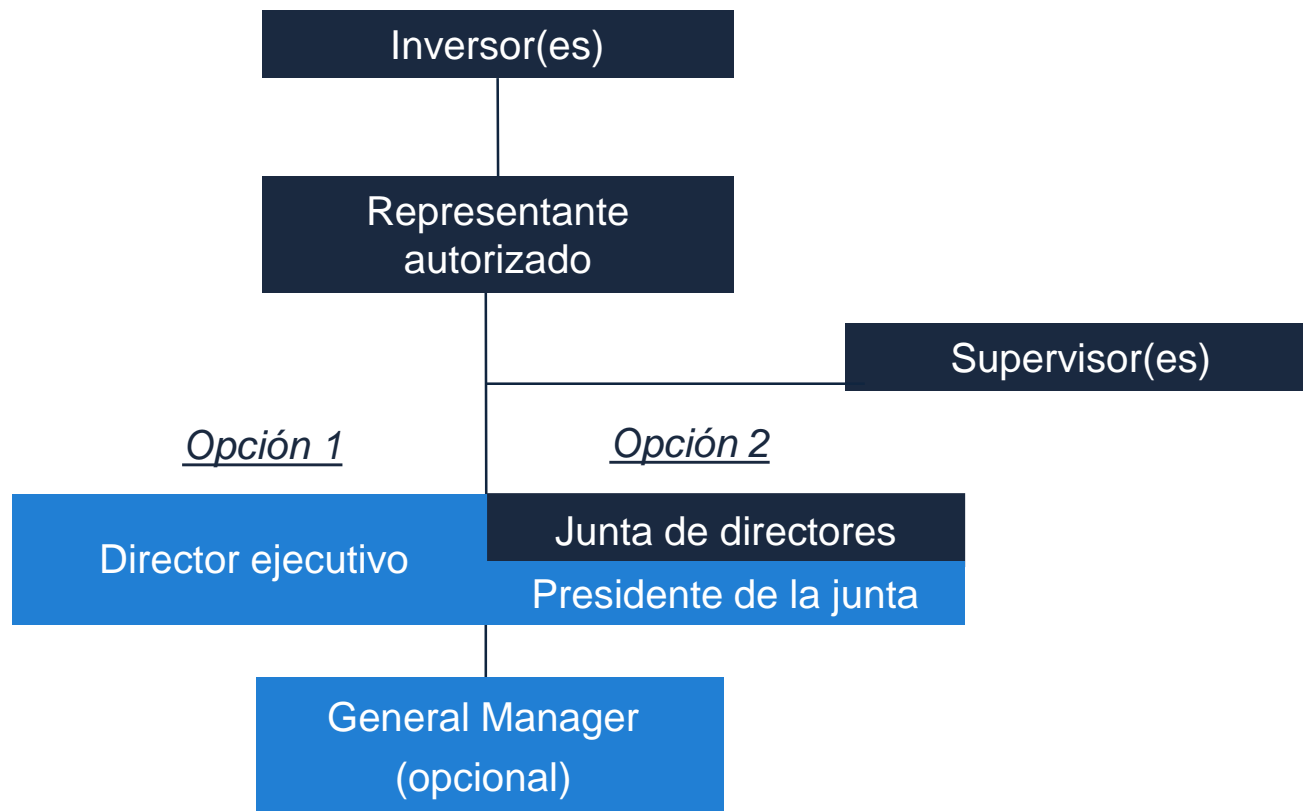 Inversor(es)
Representante
autorizado
Supervisor(es)
Opción 1
Opción 2
Director ejecutivo
Junta de directores
Presidente de la junta
General Manager
(opcional)